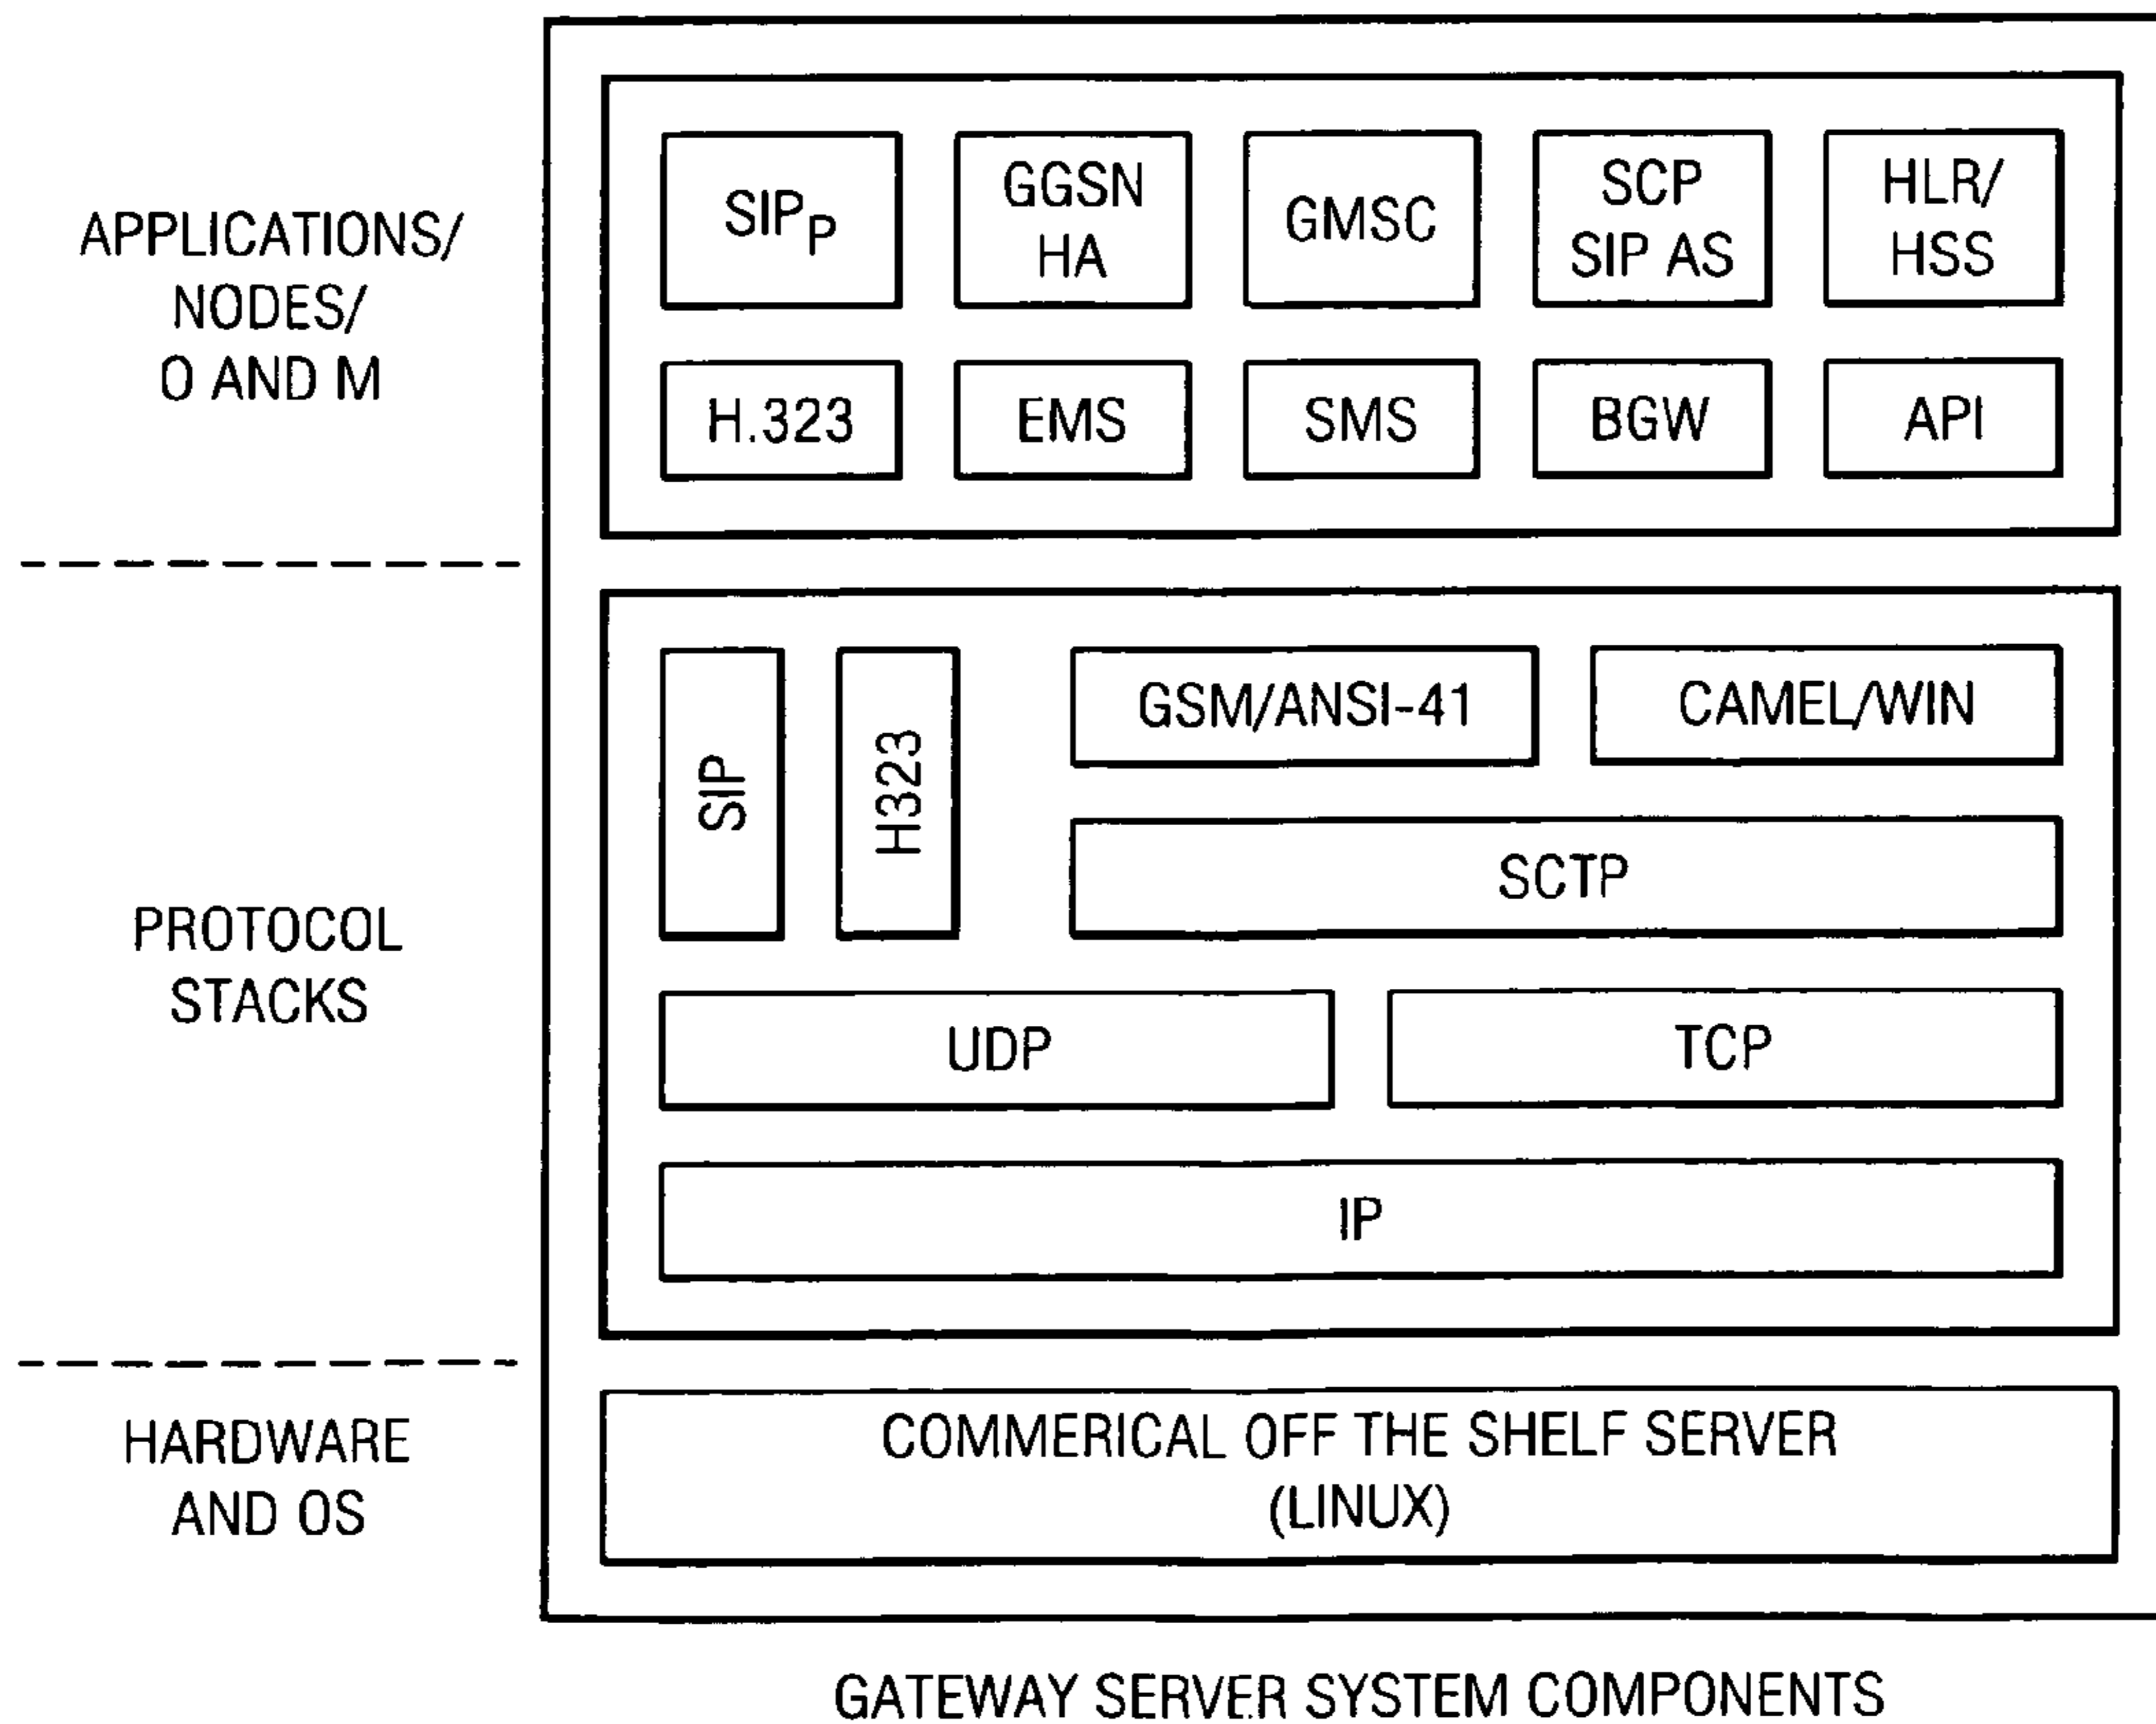 APPLICATIONS/
NODES/
O AND M
SIPP
GGSN
HA
GMSC
SCP
SIP AS
HLR/
HSS
H.323
EMS
SMS
BGW
API
PROTOCOL
STACKS
SIP
H323
GSM/ANSI-41
CAMEL/WIN
SCTP
UDP
TCP
IP
HARDWARE
AND OS
COMMERICAL OFF THE SHELF SERVER
(LINUX)
GATEWAY SERVER SYSTEM COMPONENTS